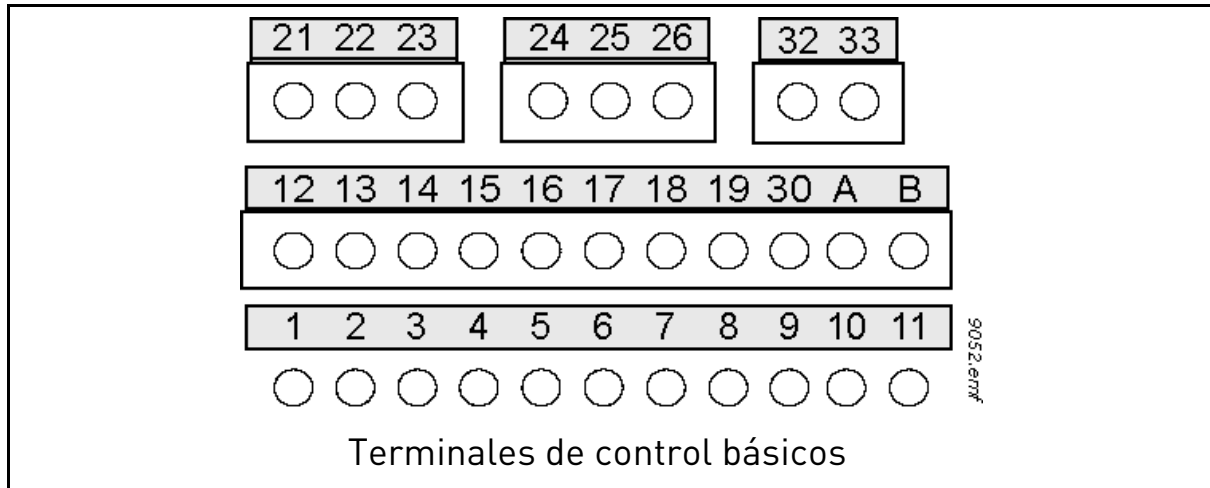 21 22 23 24 25 26 32 33
12 13 14 15 16 17 18 19 30 A B
1 2 3 4 5 6 7 8 9 10 11
9052.emf
Terminales de control básicos